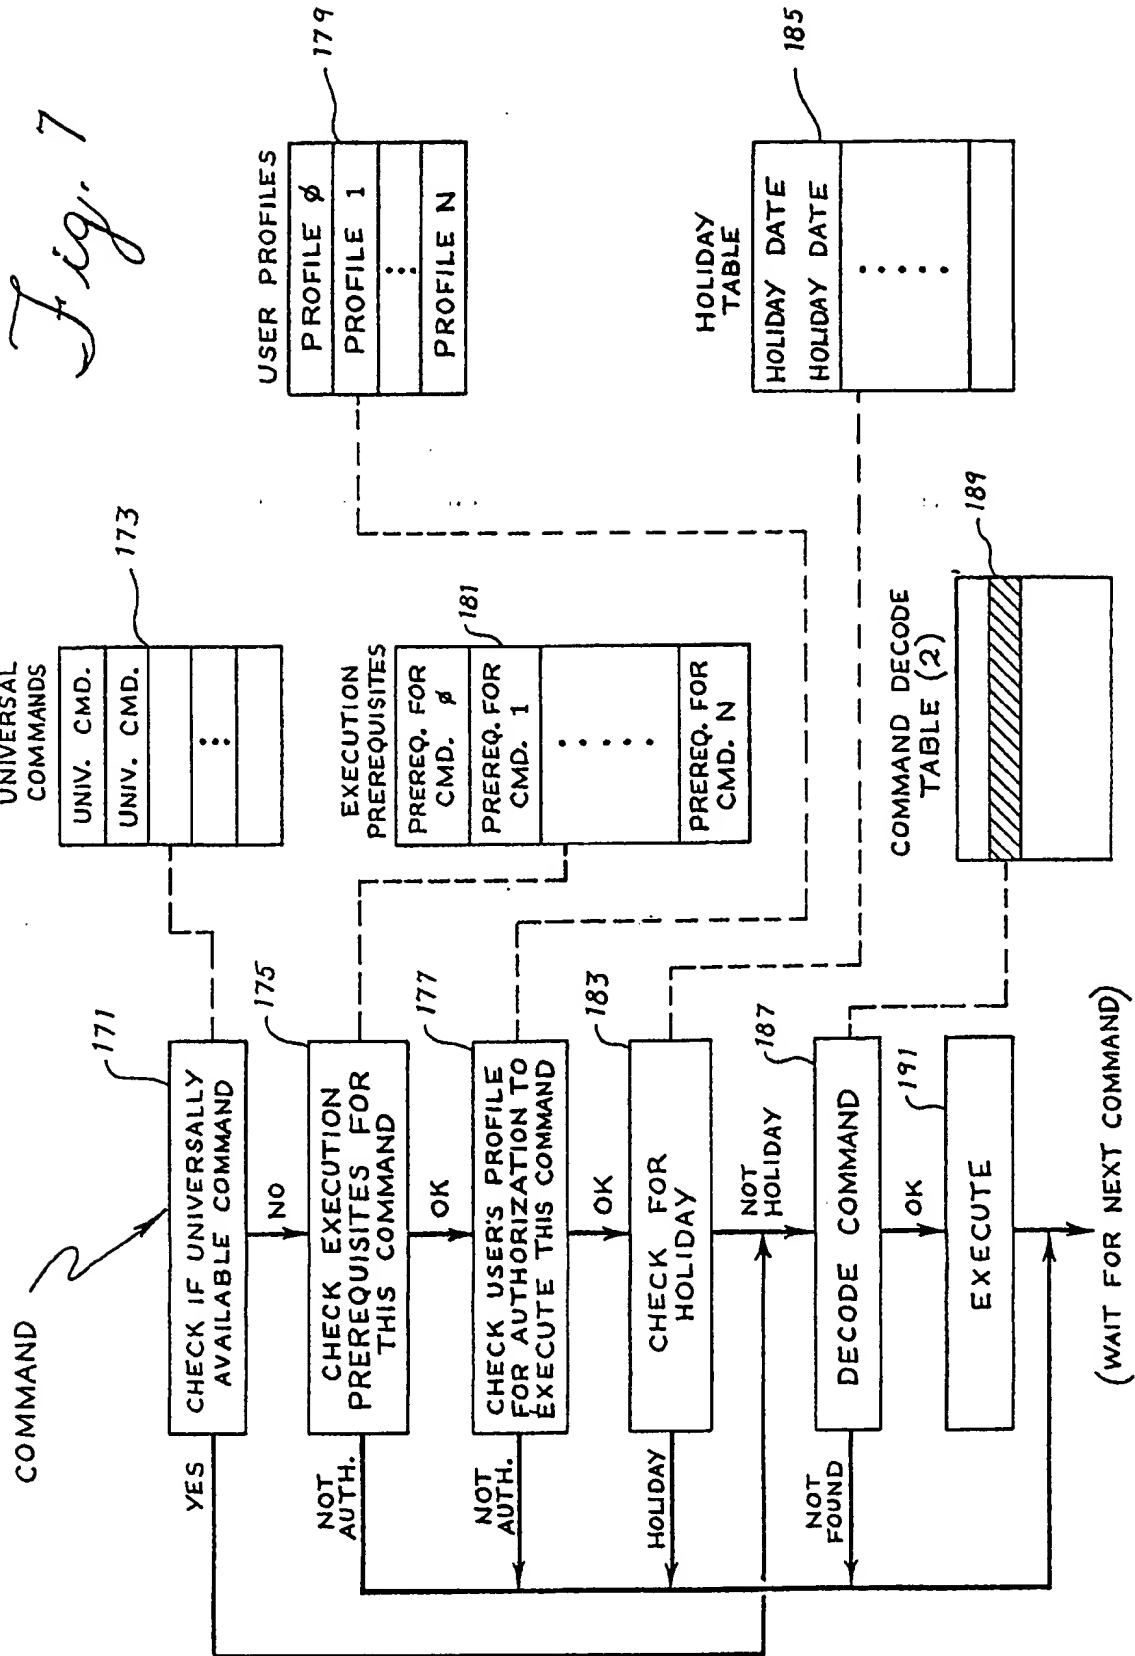 Fig. 7
COMMAND
171
CHECK IF UNIVERSALLY
AVAILABLE COMMAND
YES
NO
175
CHECK EXECUTION
PREREQUISITES FOR
THIS COMMAND
NOT
AUTH.
OK
177
CHECK USER'S PROFILE
FOR AUTHORIZATION TO
EXECUTE THIS COMMAND
NOT
AUTH.
OK
183
CHECK FOR
HOLIDAY
HOLIDAY
NOT
HOLIDAY
187
DECODE COMMAND
NOT
FOUND
OK
191
EXECUTE
(WAIT FOR NEXT COMMAND)
UNIVERSAL
COMMANDS
173
UNIV. CMD.
UNIV. CMD.
...
EXECUTION
PREREQUISITES
181
PREREQ. FOR
CMD. ø
PREREQ. FOR
CMD. 1
.....
PREREQ. FOR
CMD. N
USER PROFILES
179
PROFILE ø
PROFILE 1
...
PROFILE N
HOLIDAY
TABLE
185
HOLIDAY DATE
HOLIDAY DATE
.....
COMMAND DECODE
TABLE (2)
189